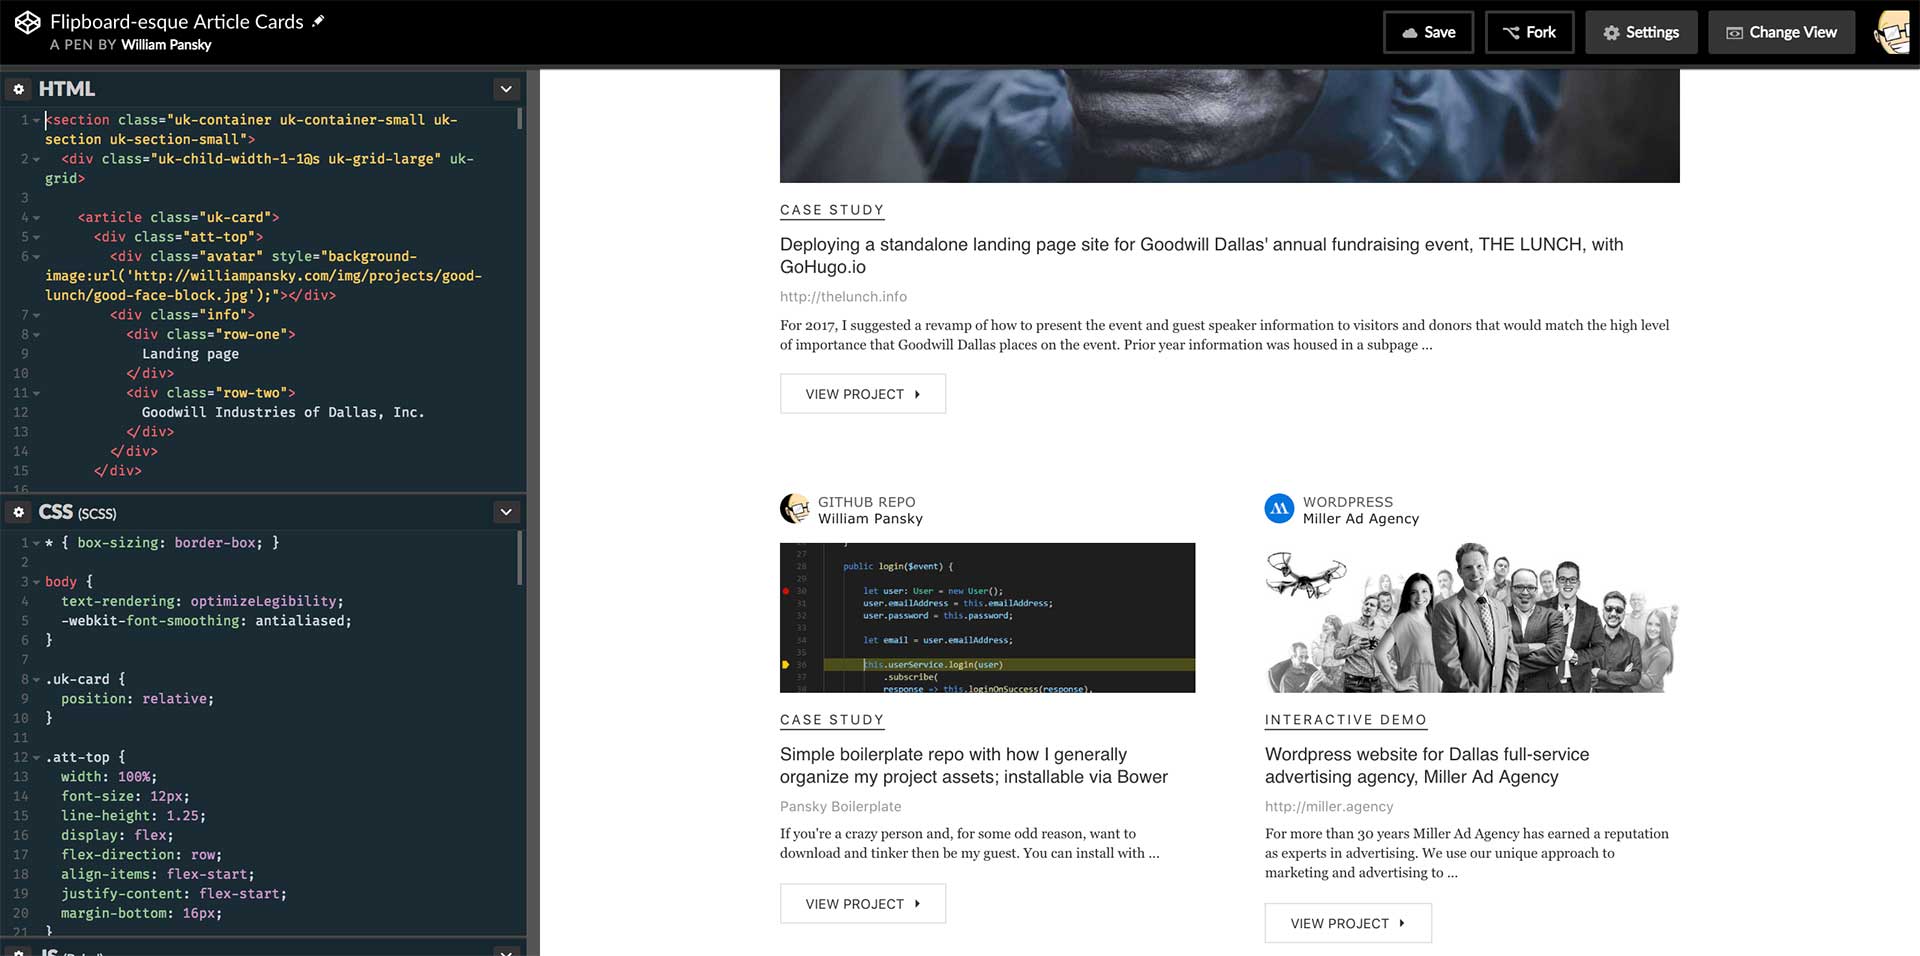 Flipboard-esque Article Cards
A PEN BY William Pansky
Save
Fork
Settings
Change View
HTML
1 <section class="uk-container uk-container-small uk-
section uk-section-small">
2 <div class="uk-child-width-1-1@s uk-grid-large" uk-
grid>
3
4 <article class="uk-card">
5 <div class="att-top">
6 <div class="avatar" style="background-
image:url('http://williampansky.com/img/projects/good-
lunch/good-face-block.jpg');"></div>
7 <div class="info">
8 <div class="row-one">
9 Landing page
10 </div>
11 <div class="row-two">
12 Goodwill Industries of Dallas, Inc.
13 </div>
14 </div>
15 </div>
16
CSS (SCSS)
1 * { box-sizing: border-box; }
2
3 body {
4 text-rendering: optimizeLegibility;
5 -webkit-font-smoothing: antialiased;
6 }
7
8 .uk-card {
9 position: relative;
10 }
11
12 .att-top {
13 width: 100%;
14 font-size: 12px;
15 line-height: 1.25;
16 display: flex;
17 flex-direction: row;
18 align-items: flex-start;
19 justify-content: flex-start;
20 margin-bottom: 16px;
21 }
JS
CASE STUDY
Deploying a standalone landing page site for Goodwill Dallas' annual fundraising event, THE LUNCH, with
GoHugo.io
http://thelunch.info
For 2017, I suggested a revamp of how to present the event and guest speaker information to visitors and donors that would match the high level
of importance that Goodwill Dallas places on the event. Prior year information was housed in a subpage ...
VIEW PROJECT
GITHUB REPO
William Pansky
27
28 public login($event) {
29
30 let user: User = new User();
31 user.emailAddress = this.emailAddress;
32 user.password = this.password;
33
34 let email = user.emailAddress;
35
36 this.userService.login(user)
37 .subscribe(
38 response => this.loginOnSuccess(response),
CASE STUDY
Simple boilerplate repo with how I generally
organize my project assets; installable via Bower
Pansky Boilerplate
If you're a crazy person and, for some odd reason, want to
download and tinker then be my guest. You can install with ...
VIEW PROJECT
WORDPRESS
Miller Ad Agency
INTERACTIVE DEMO
Wordpress website for Dallas full-service
advertising agency, Miller Ad Agency
http://miller.agency
For more than 30 years Miller Ad Agency has earned a reputation
as experts in advertising. We use our unique approach to
marketing and advertising to ...
VIEW PROJECT